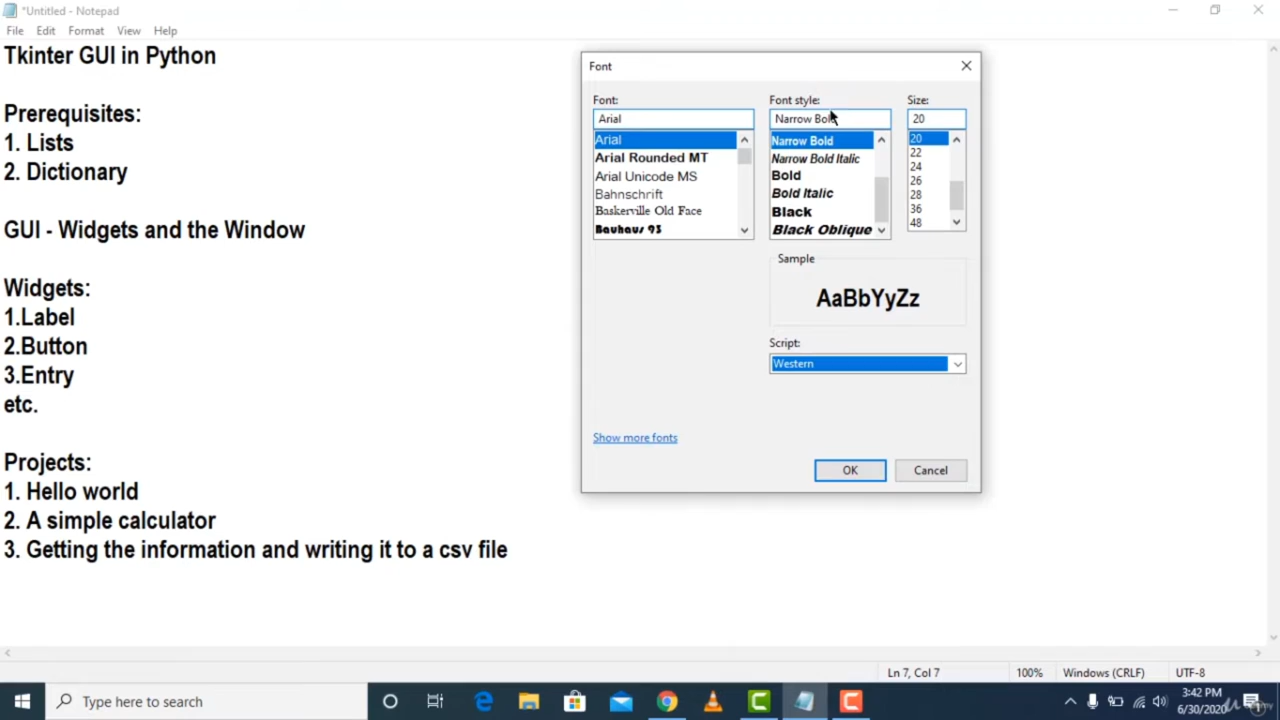 *Untitled - Notepad
File Edit Format View Help
Tkinter GUI in Python
Prerequisites:
1. Lists
2. Dictionary
GUI - Widgets and the Window
Widgets:
1.Label
2.Button
3.Entry
etc.
Projects:
1. Hello world
2. A simple calculator
3. Getting the information and writing it to a csv file
Font
Font: Font style: Size:
Arial Narrow Bold 20
Arial Narrow Bold 20
Arial Rounded MT Narrow Bold Italic 22
Arial Unicode MS Bold 24
Bahnschrift Bold Italic 26
Baskerville Old Face Black 28
Bauhaus 93 Black Oblique 36
48
Sample
AaBbYyZz
Script:
Western
Show more fonts
OK Cancel
Ln 7, Col 7 100% Windows (CRLF) UTF-8
Type here to search
3:42 PM
6/30/2020